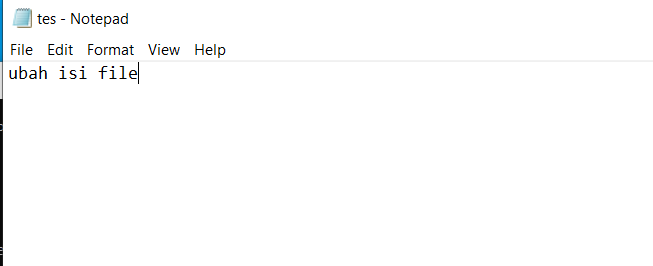 tes - Notepad
File Edit Format View Help
ubah isi file